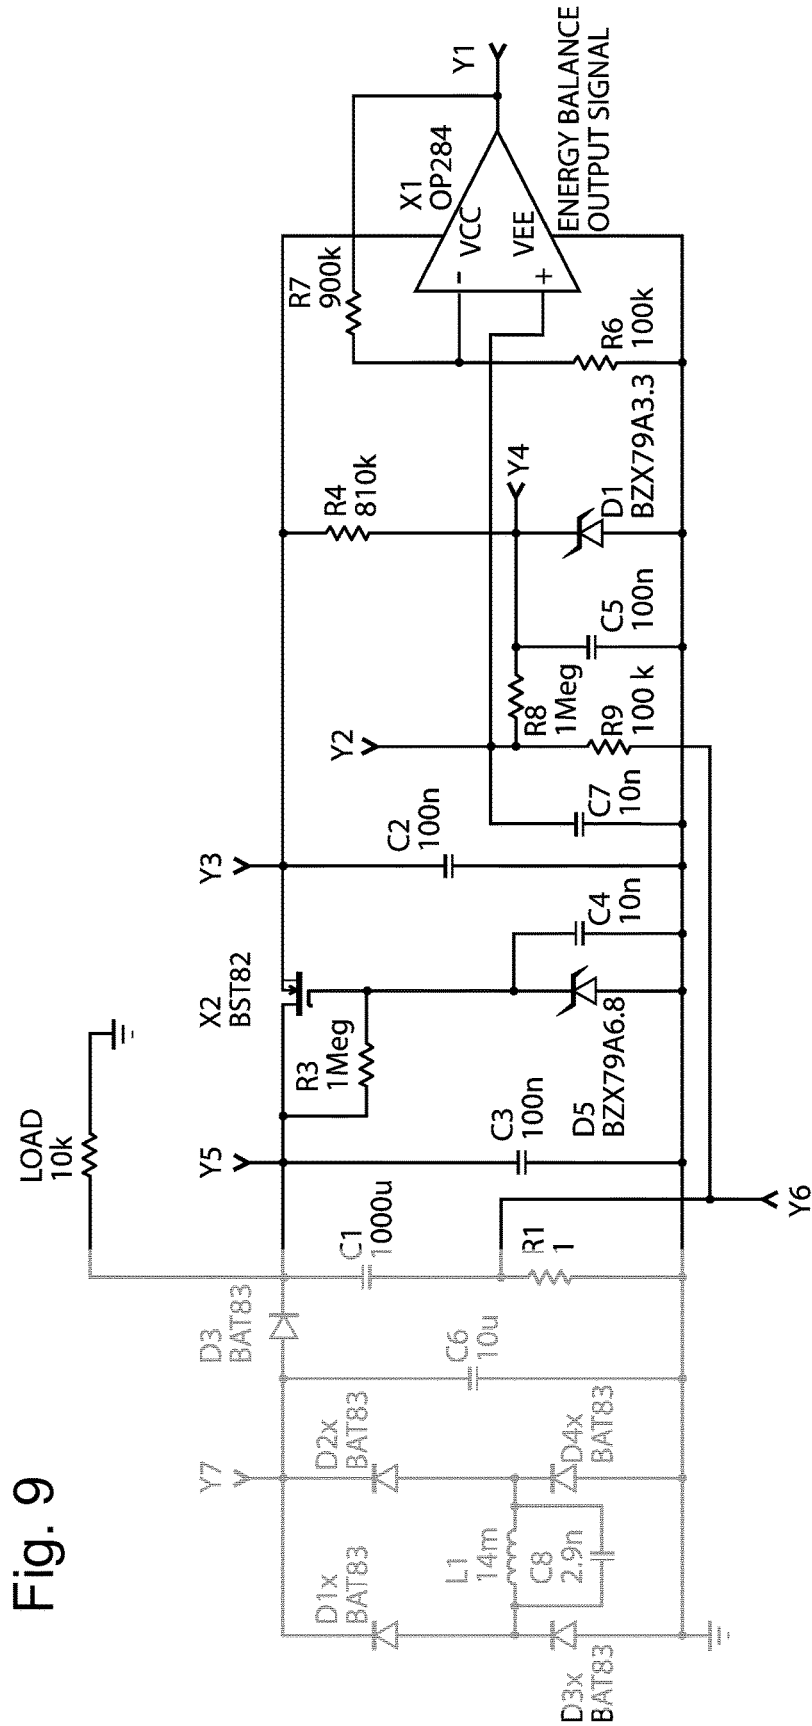 Fig. 9
LOAD
10k
Y7
D3
BAT83
Y5
X2
BST82
Y3
D1x
BAT83
D2x
BAT83
C1
1000u
R3
1Meg
C2
100n
Y2
R4
810k
R7
900k
X1
OP284
Y1
L1
14m
C8
2.9n
C6
10u
R1
1
C3
100n
R8
1Meg
Y4
-
VCC
VEE
+
D3x
BAT83
D4x
BAT83
D5
BZX79A6.8
C4
10n
C7
10n
R9
100 k
C5
100n
D1
BZX79A3.3
R6
100k
ENERGY BALANCE
OUTPUT SIGNAL
Y6